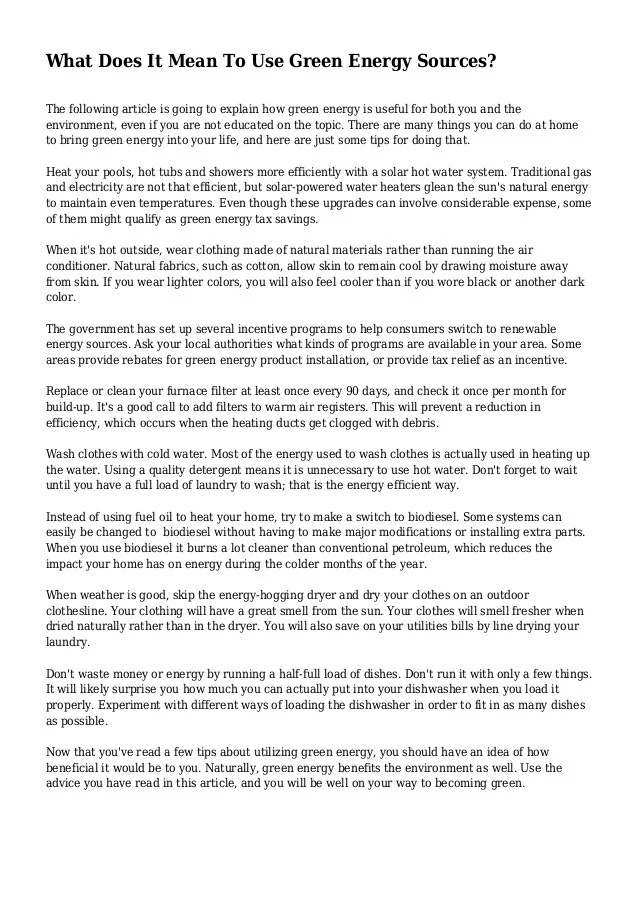 What Does It Mean To Use Green Energy Sources?
The following article is going to explain how green energy is useful for both you and the
environment, even if you are not educated on the topic. There are many things you can do at home
to bring green energy into your life, and here are just some tips for doing that.
Heat your pools, hot tubs and showers more efficiently with a solar hot water system. Traditional gas
and electricity are not that efficient, but solar-powered water heaters glean the sun's natural energy
to maintain even temperatures. Even though these upgrades can involve considerable expense, some
of them might qualify as green energy tax savings.
When it's hot outside, wear clothing made of natural materials rather than running the air
conditioner. Natural fabrics, such as cotton, allow skin to remain cool by drawing moisture away
from skin. If you wear lighter colors, you will also feel cooler than if you wore black or another dark
color.
The government has set up several incentive programs to help consumers switch to renewable
energy sources. Ask your local authorities what kinds of programs are available in your area. Some
areas provide rebates for green energy product installation, or provide tax relief as an incentive.
Replace or clean your furnace filter at least once every 90 days, and check it once per month for
build-up. It's a good call to add filters to warm air registers. This will prevent a reduction in
efficiency, which occurs when the heating ducts get clogged with debris.
Wash clothes with cold water. Most of the energy used to wash clothes is actually used in heating up
the water. Using a quality detergent means it is unnecessary to use hot water. Don't forget to wait
until you have a full load of laundry to wash; that is the energy efficient way.
Instead of using fuel oil to heat your home, try to make a switch to biodiesel. Some systems can
easily be changed to  biodiesel without having to make major modifications or installing extra parts.
When you use biodiesel it burns a lot cleaner than conventional petroleum, which reduces the
impact your home has on energy during the colder months of the year.
When weather is good, skip the energy-hogging dryer and dry your clothes on an outdoor
clothesline. Your clothing will have a great smell from the sun. Your clothes will smell fresher when
dried naturally rather than in the dryer. You will also save on your utilities bills by line drying your
laundry.
Don't waste money or energy by running a half-full load of dishes. Don't run it with only a few things.
It will likely surprise you how much you can actually put into your dishwasher when you load it
properly. Experiment with different ways of loading the dishwasher in order to fit in as many dishes
as possible.
Now that you've read a few tips about utilizing green energy, you should have an idea of how
beneficial it would be to you. Naturally, green energy benefits the environment as well. Use the
advice you have read in this article, and you will be well on your way to becoming green.